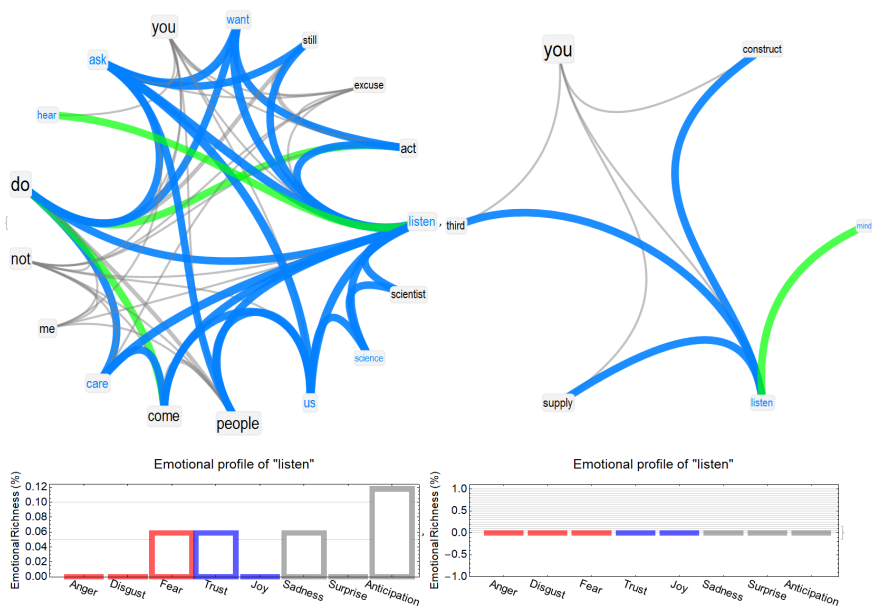 you
want
still
ask
excuse
hear
act
do
listen
,
{
not
scientist
me
science
care
us
come
people
you
construct
third
mind
supply
listen
Emotional profile of "listen"
EmotionalRichness (%)
0.12
0.10
0.08
0.06
0.04
0.02
0.00
Anger Disgust Fear Trust Joy Sadness Surprise Anticipation
,
Emotional profile of "listen"
EmotionalRichness (%)
1.0
0.5
0.0
−0.5
−1.0
Anger Disgust Fear Trust Joy Sadness Surprise Anticipation
}